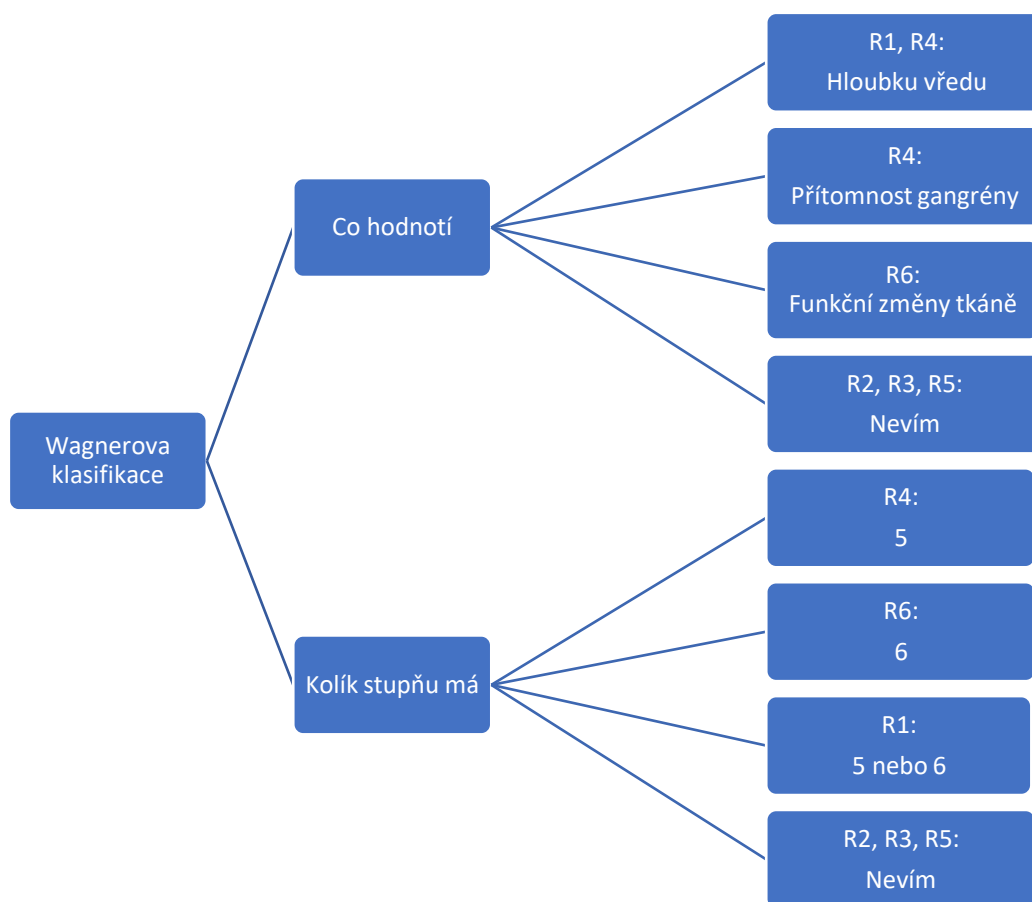 Wagnerova
klasifikace
Co hodnotí
R1, R4:
Hloubku vředu
R4:
Přítomnost gangrény
R6:
Funkční změny tkáně
R2, R3, R5:
Nevím
Kolík stupňu má
R4:
5
R6:
6
R1:
5 nebo 6
R2, R3, R5:
Nevím